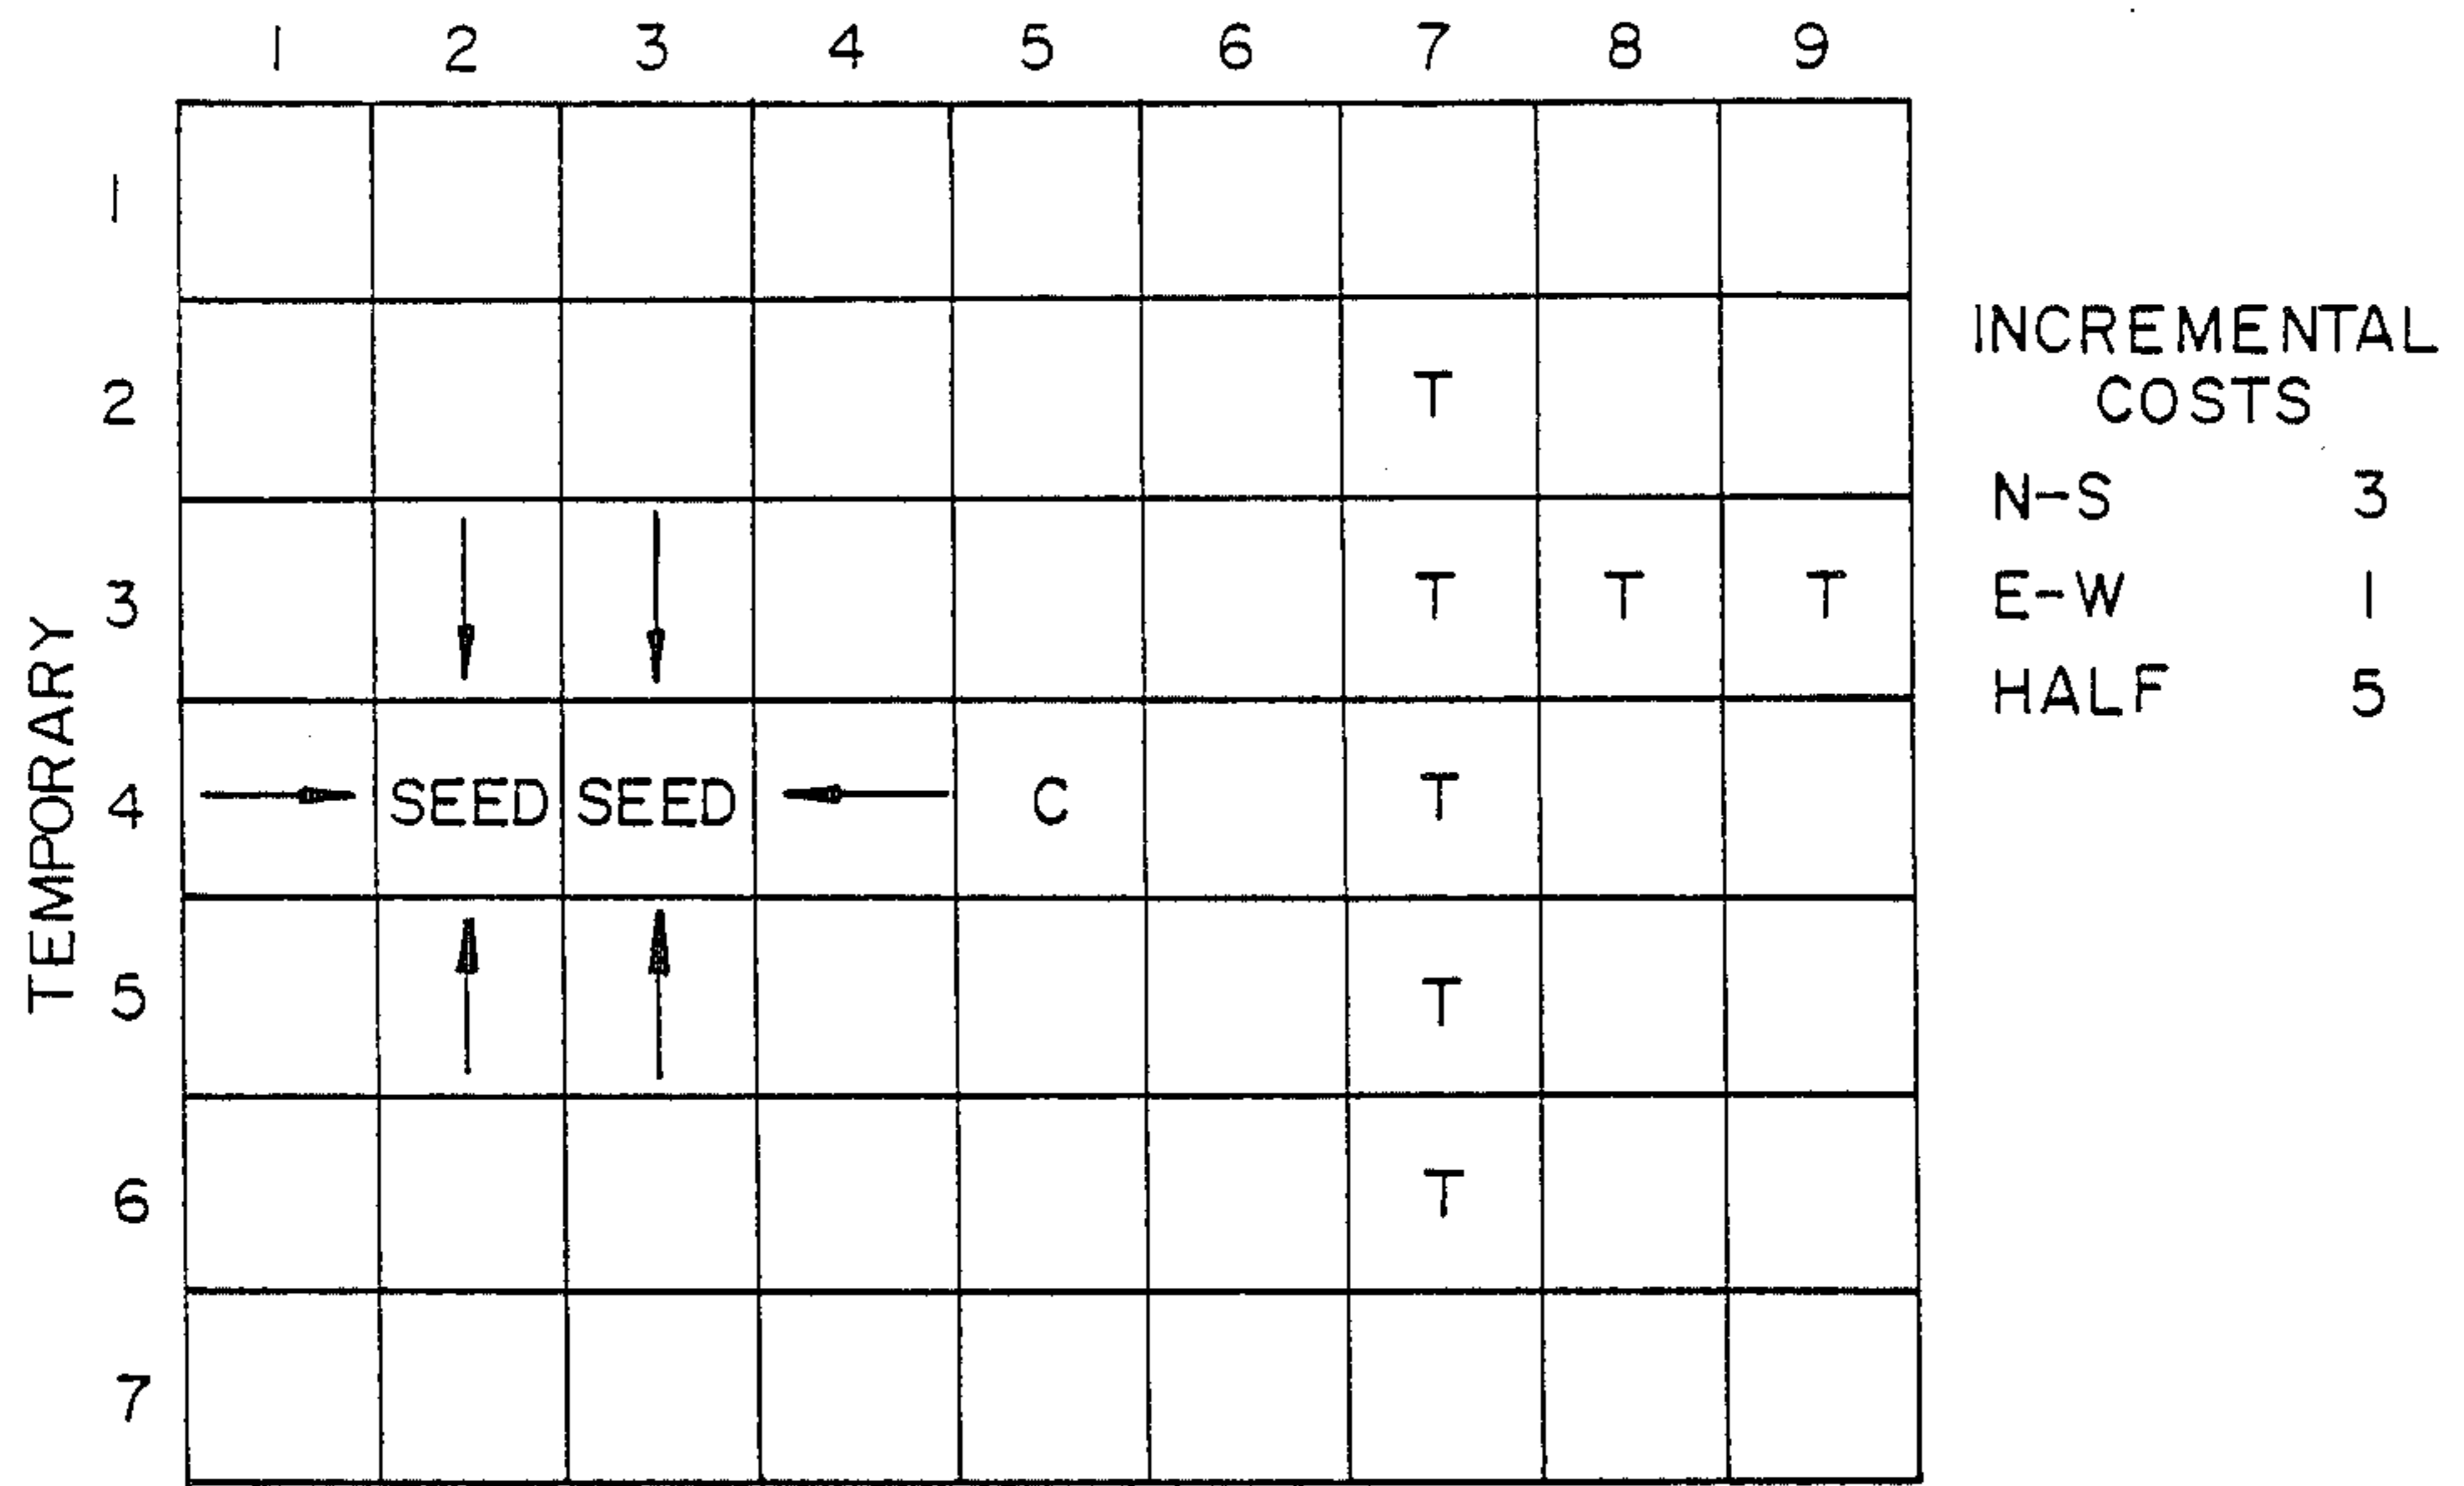 1 2 3 4 5 6 7 8 9
TEMPORARY
1
2 T
3 T T T
4 SEED SEED C T
5 T
6 T
7
INCREMENTAL
COSTS
N-S 3
E-W 1
HALF 5